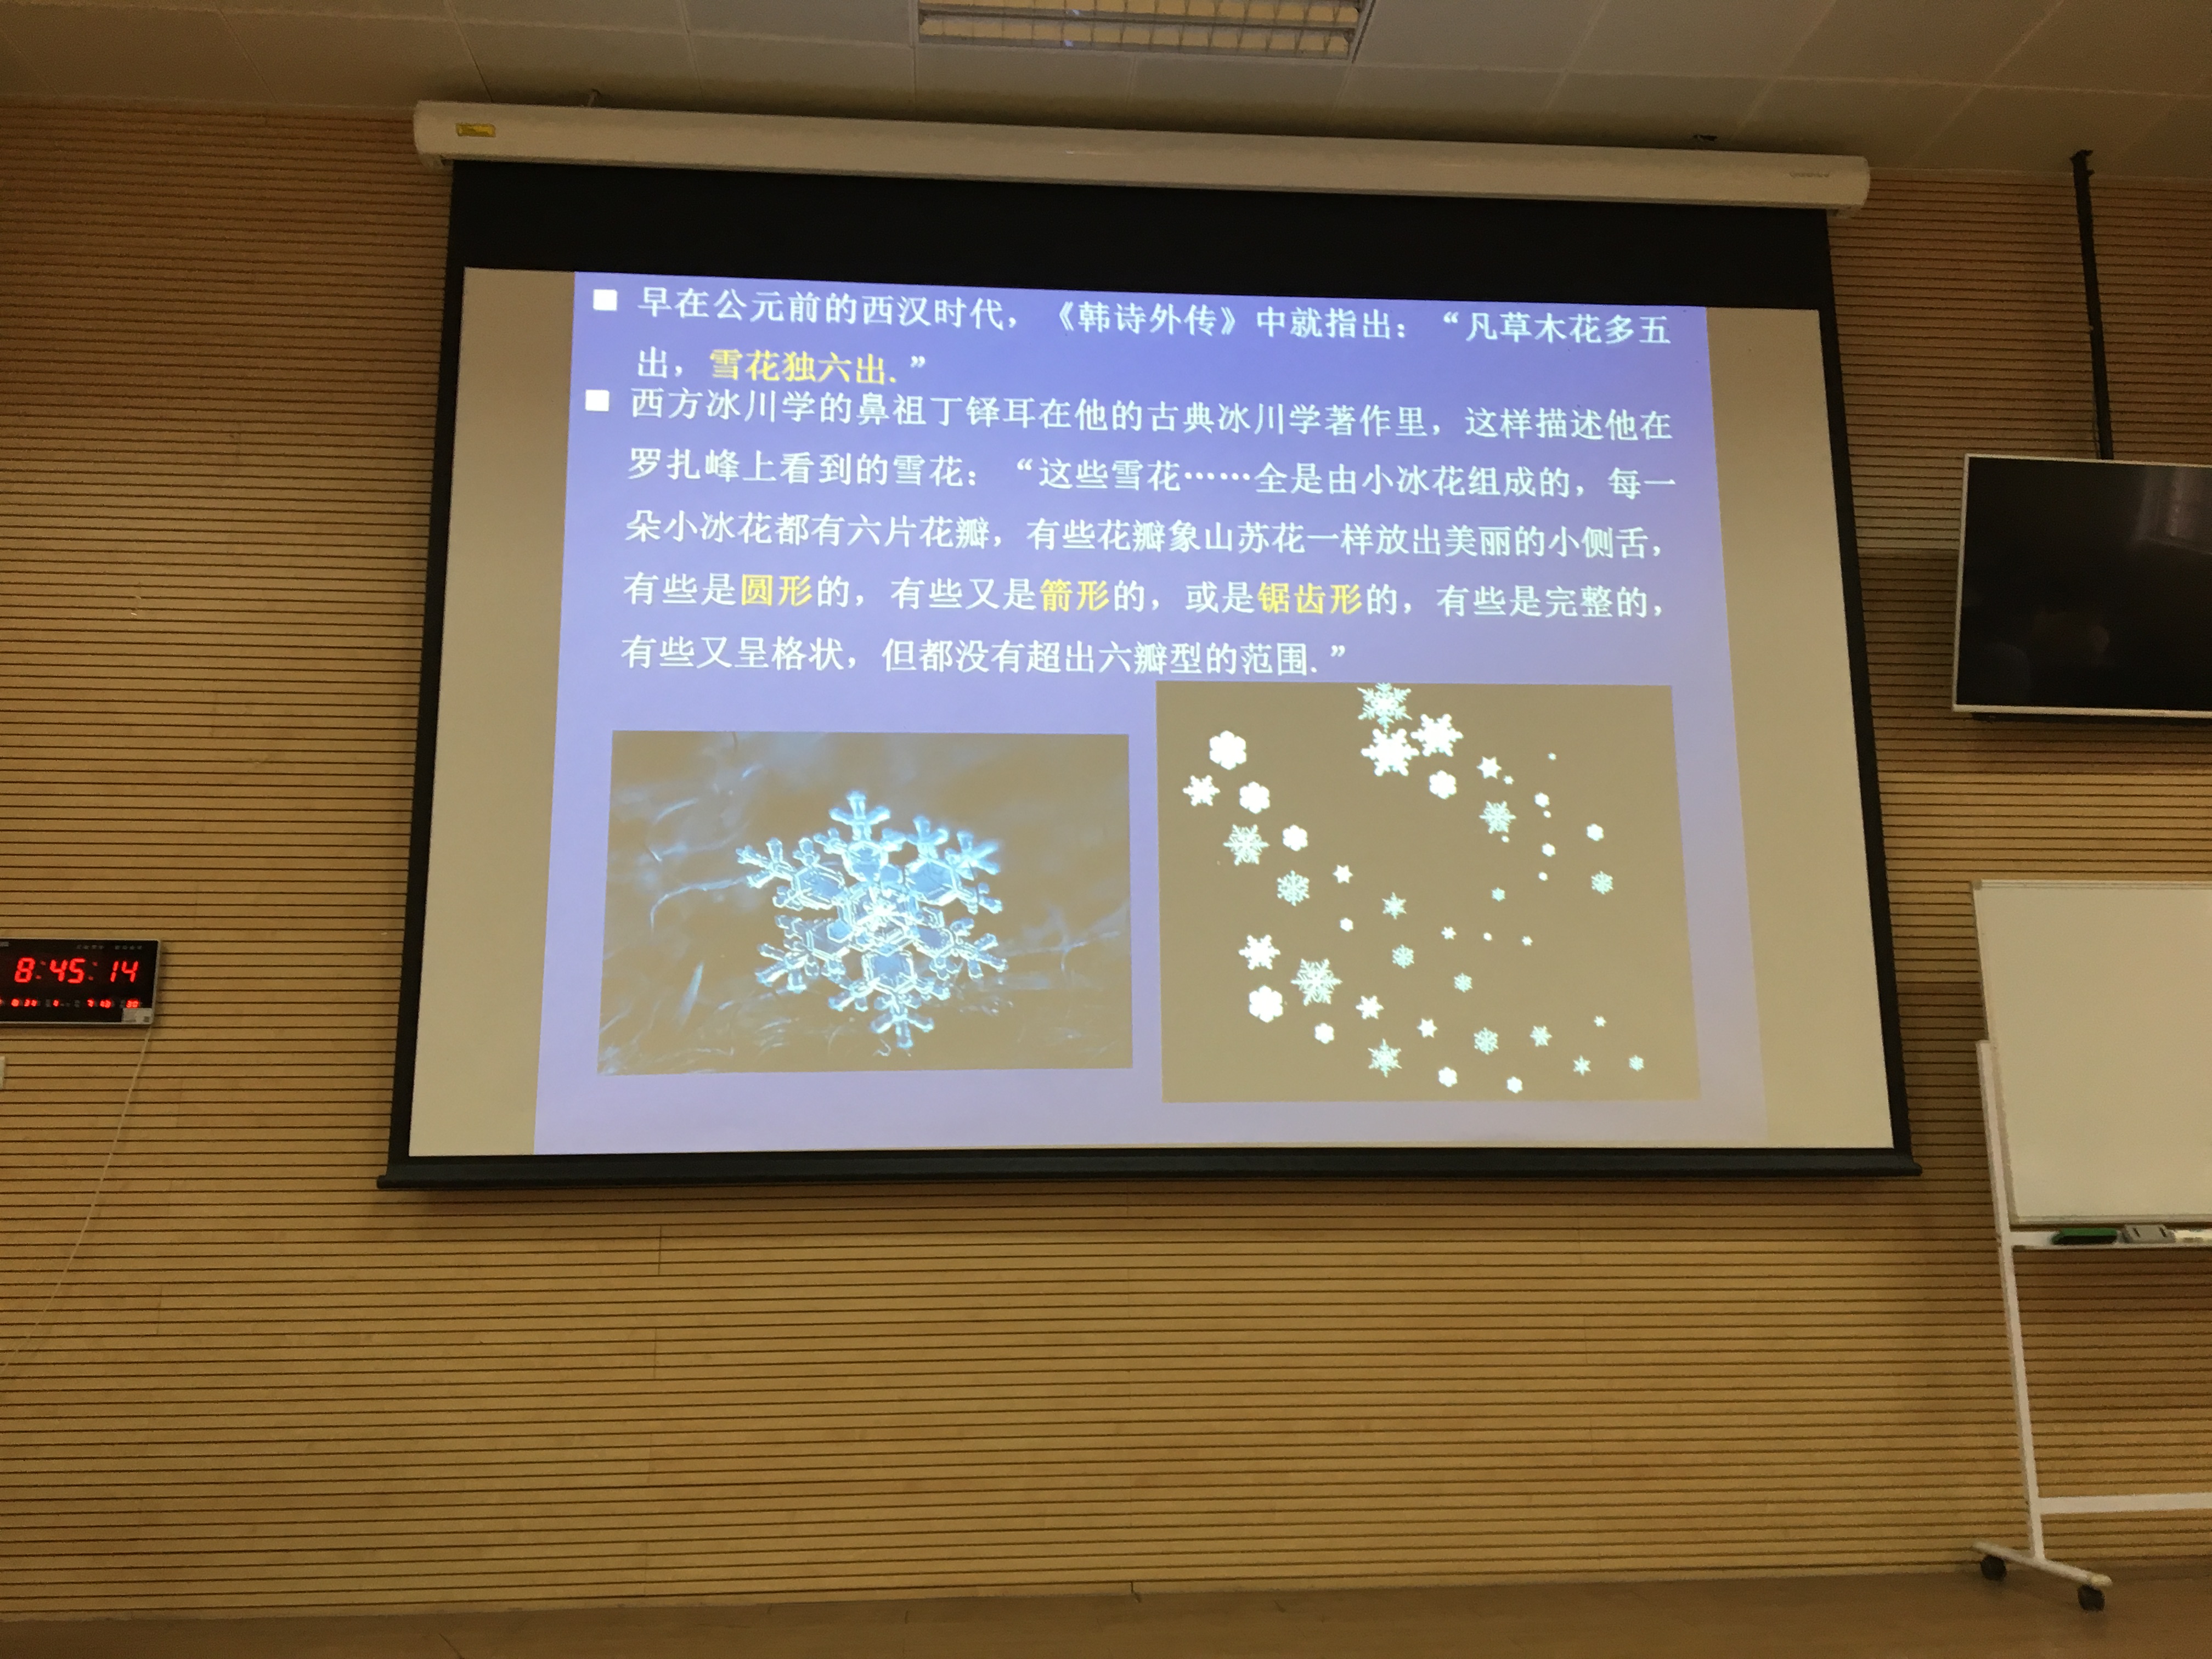 早在公元前的西汉时代，《韩诗外传》中就指出：“凡草木花多五
出，雪花独六出.”
西方冰川学的鼻祖丁铎耳在他的古典冰川学著作里，这样描述他在
罗扎峰上看到的雪花：“这些雪花……全是由小冰花组成的，每一
朵小冰花都有六片花瓣，有些花瓣象山苏花一样放出美丽的小侧舌，
有些是圆形的，有些又是箭形的，或是锯齿形的，有些是完整的，
有些又呈格状，但都没有超出六瓣型的范围.”
8:45:14